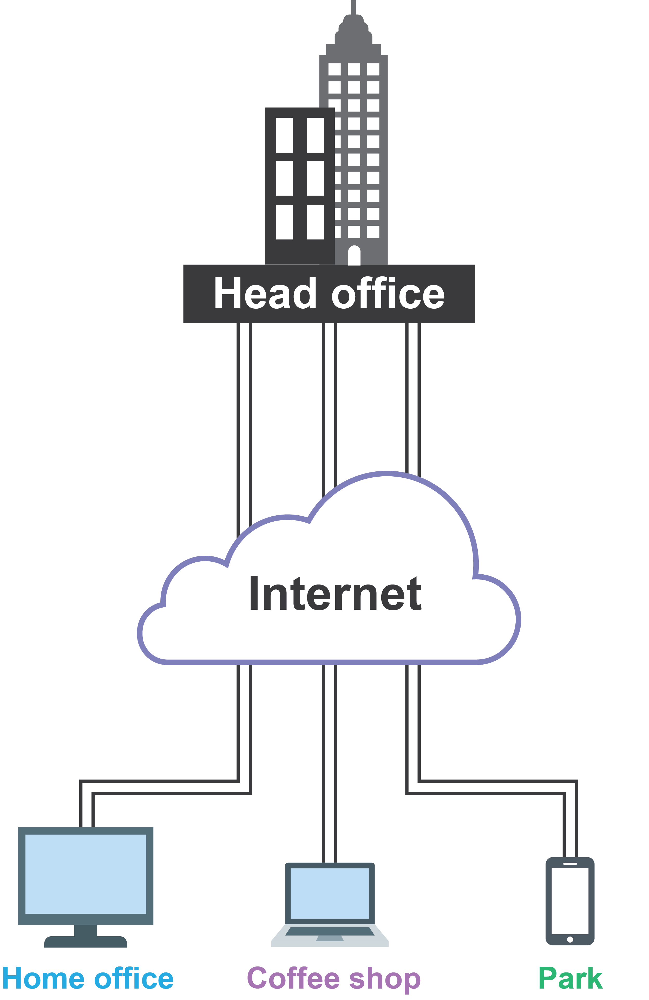 Head office
Internet
Home office
Coffee shop
Park